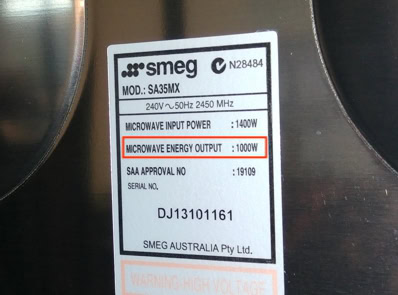 smeg N28484
MOD.: SA35MX
240V ~ 50Hz 2450 MHz
MICROWAVE INPUT POWER : 1400W
MICROWAVE ENERGY OUTPUT : 1000W
SAA APPROVAL NO : 19109
SERIAL NO.
DJ13101161
SMEG AUSTRALIA Pty Ltd.
WARNING HIGH VOLTAGE